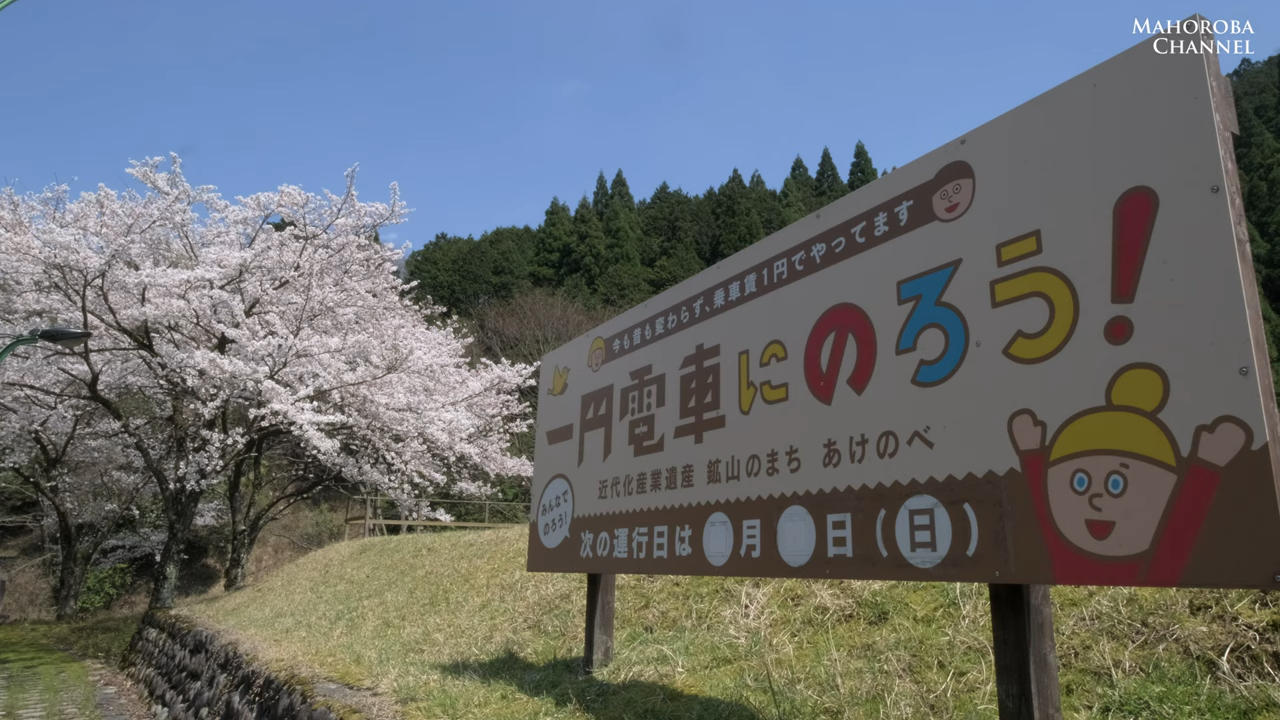 MAHOROBA
CHANNEL
今も昔も変わらず、乗車賃1円でやってます
一円電車にのろう!
近代化産業遺産 鉱山のまち あけのべ
みんなで
のろう!
次の運行日は 月 日(日)